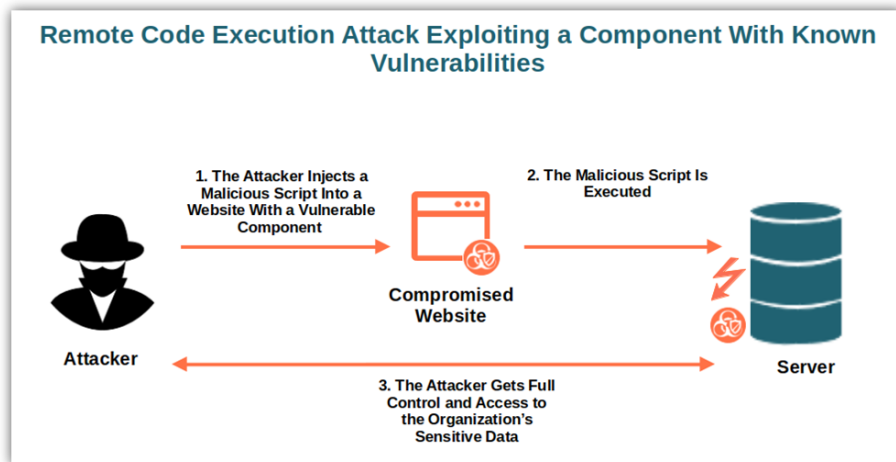 Remote Code Execution Attack Exploiting a Component With Known
Vulnerabilities
1. The Attacker Injects a
Malicious Script Into a
Website With a Vulnerable
Component
2. The Malicious Script Is
Executed
Compromised
Website
Attacker
Server
3. The Attacker Gets Full
Control and Access to
the Organization's
Sensitive Data